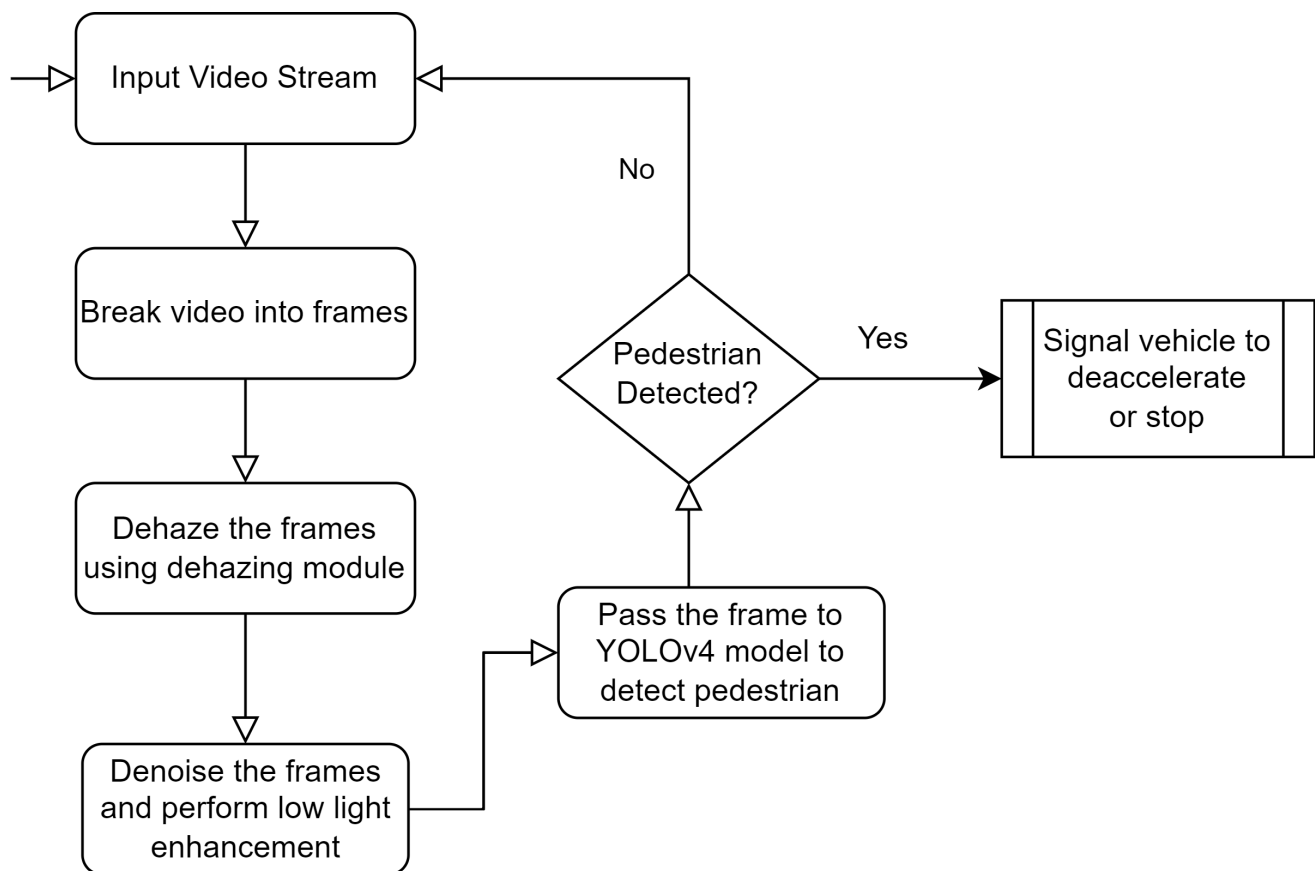 Input Video Stream
Break video into frames
Dehaze the frames
using dehazing module
Denoise the frames
and perform low light
enhancement
Pass the frame to
YOLOv4 model to
detect pedestrian
Pedestrian
Detected?
No
Yes
Signal vehicle to
deaccelerate
or stop